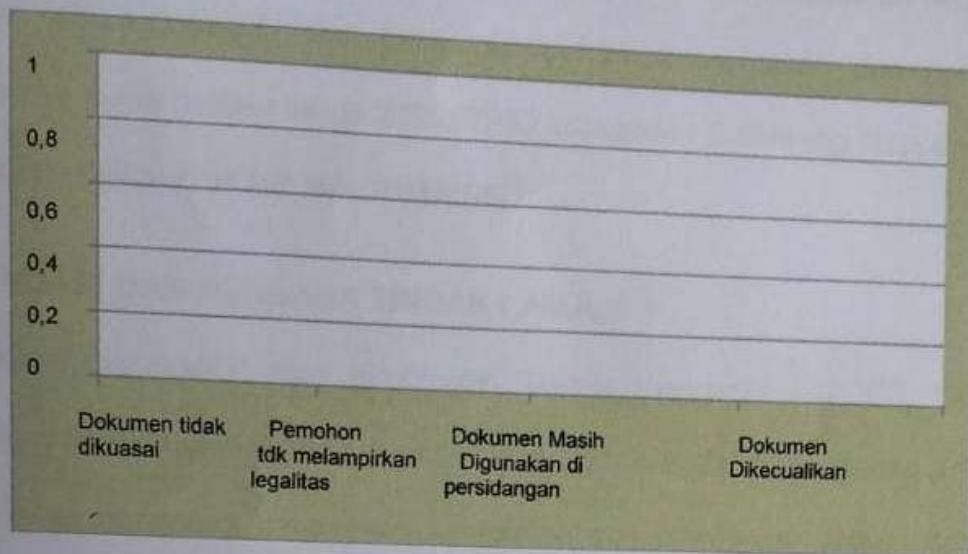 1
0,8
0,6
0,4
0,2
0
Dokumen tidak
dikuasai
Pemohon
tdk melampirkan
legalitas
Dokumen Masih
Digunakan di
persidangan
Dokumen
Dikecualikan